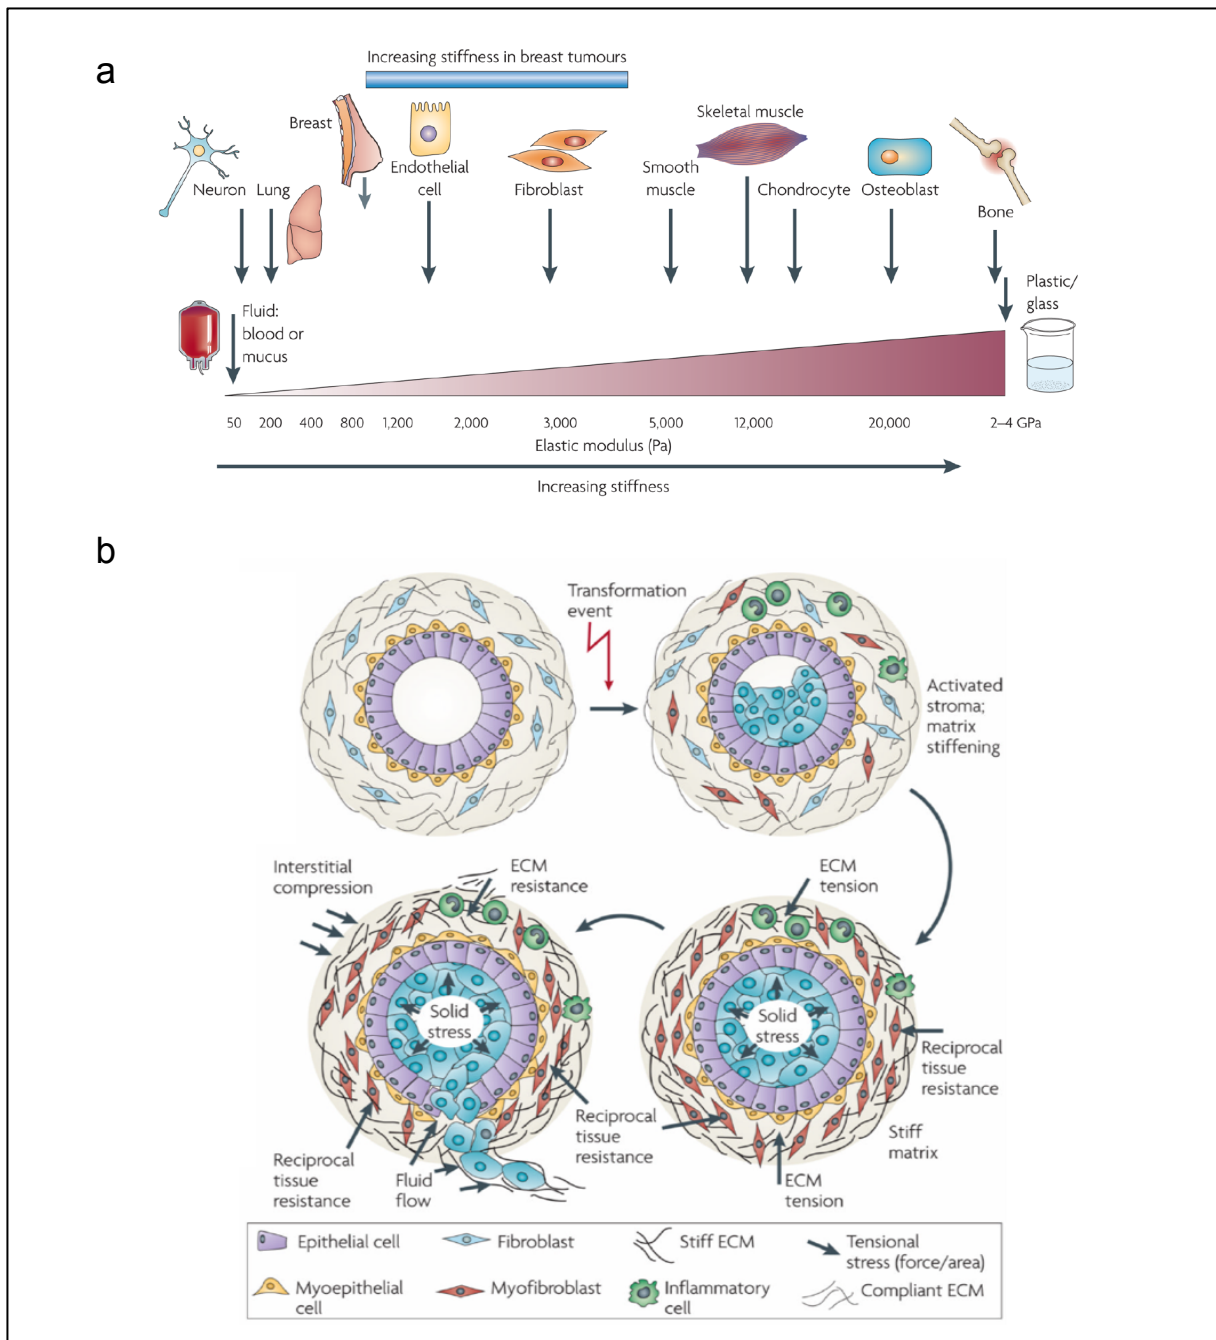 a
Increasing stiffness in breast tumours
Skeletal muscle
Breast
Neuron
Lung
Endothelial
cell
Fibroblast
Smooth
muscle
Chondrocyte
Osteoblast
Bone
Fluid:
blood or
mucus
Plastic/
glass
50 200 400 800 1,200 2,000 3,000 5,000 12,000 20,000 2–4 GPa
Elastic modulus (Pa)
Increasing stiffness
b
Transformation
event
Activated
stroma;
matrix
stiffening
Interstitial
compression
ECM
resistance
ECM
tension
Solid
stress
Solid
stress
Reciprocal
tissue
resistance
Reciprocal
tissue
resistance
Stiff
matrix
Reciprocal
tissue
resistance
Fluid
flow
ECM
tension
Epithelial cell
Fibroblast
Stiff ECM
Tensional
stress (force/area)
Myoepithelial
cell
Myofibroblast
Inflammatory
cell
Compliant ECM